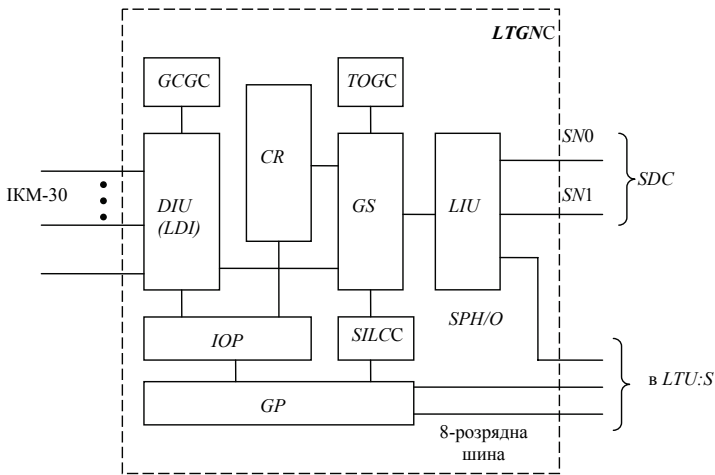 LTGNC
GCGC
TOGC
CR
SN0
SDC
ІКМ-30
DIU
(LDI)
GS
LIU
SN1
SPH/O
IOP
SILCC
в LTU:S
GP
8-розрядна
шина